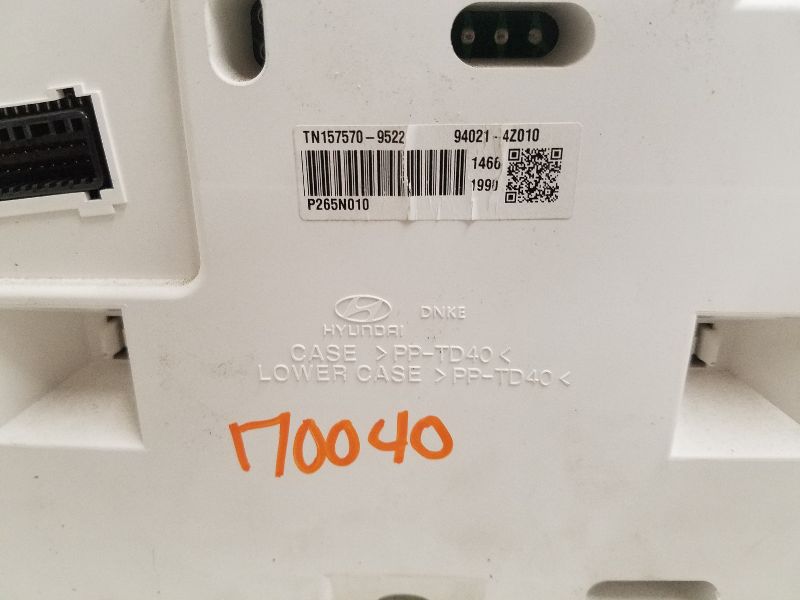 TN157570-9522 94021-4Z010
1466
1990
P265N010
HYUNDAI DNKE
CASE >PP-TD40<
LOWER CASE >PP-TD40<
170040